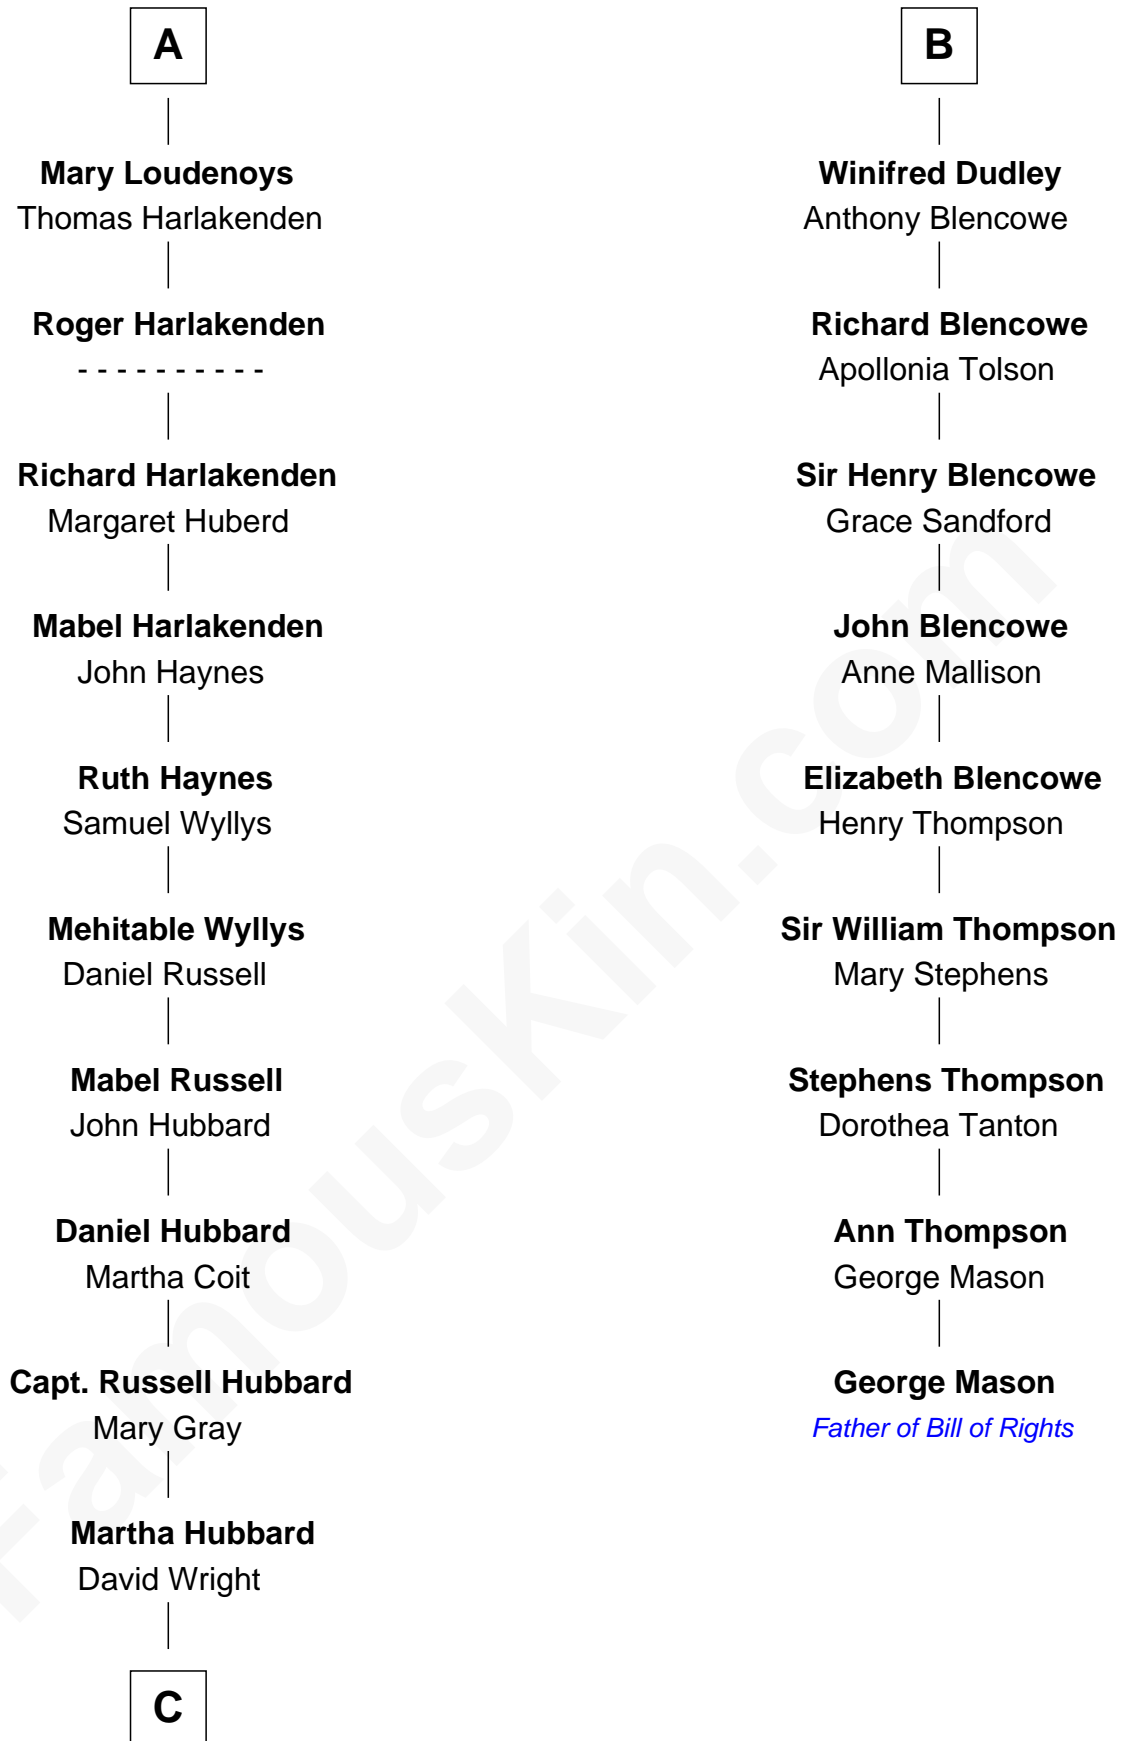 A
Mary Loudenoys
Thomas Harlakenden
Roger Harlakenden
- - - - - - - - - -
Richard Harlakenden
Margaret Huberd
Mabel Harlakenden
John Haynes
Ruth Haynes
Samuel Wyllys
Mehitable Wyllys
Daniel Russell
Mabel Russell
John Hubbard
Daniel Hubbard
Martha Coit
Capt. Russell Hubbard
Mary Gray
Martha Hubbard
David Wright
C
B
Winifred Dudley
Anthony Blencowe
Richard Blencowe
Apollonia Tolson
Sir Henry Blencowe
Grace Sandford
John Blencowe
Anne Mallison
Elizabeth Blencowe
Henry Thompson
Sir William Thompson
Mary Stephens
Stephens Thompson
Dorothea Tanton
Ann Thompson
George Mason
George Mason
Father of Bill of Rights
FamousKin.com